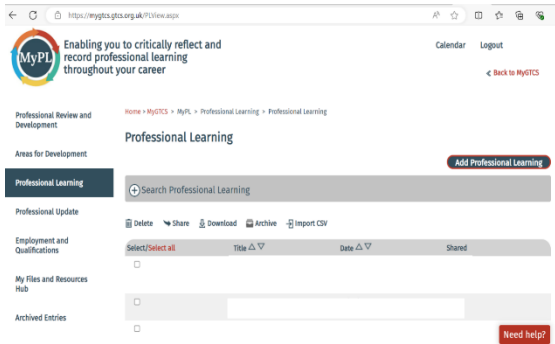 https://mygtcs.gtcs.org.uk/PLView.aspx
MyPL
Enabling you to critically reflect and
record professional learning
throughout your career
Calendar Logout
< Back to MyGTCS
Professional Review and
Development
Areas for Development
Professional Learning
Professional Update
Employment and
Qualifications
My Files and Resources
Hub
Archived Entries
Home > MyGTCS > MyPL > Professional Learning > Professional Learning
Professional Learning
Add Professional Learning
Search Professional Learning
Delete Share Download Archive Import CSV
Select/Select all Title △ ▽ Date △ ▽ Shared
Need help?